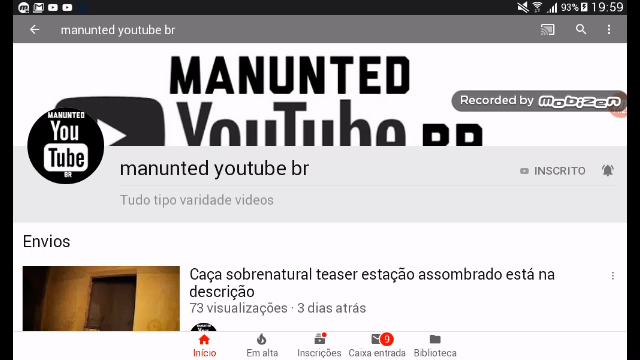 93% 19:59
manunted youtube br
MANUNTED
YouTube BR
Recorded by MOBIZEN
MANUNTED
You
Tube
BR
manunted youtube br
INSCRITO
Tudo tipo varidade videos
Envios
Caça sobrenatural teaser estação assombrado está na
descrição
73 visualizações · 3 dias atrás
9
Início Em alta Inscrições Caixa entrada Biblioteca